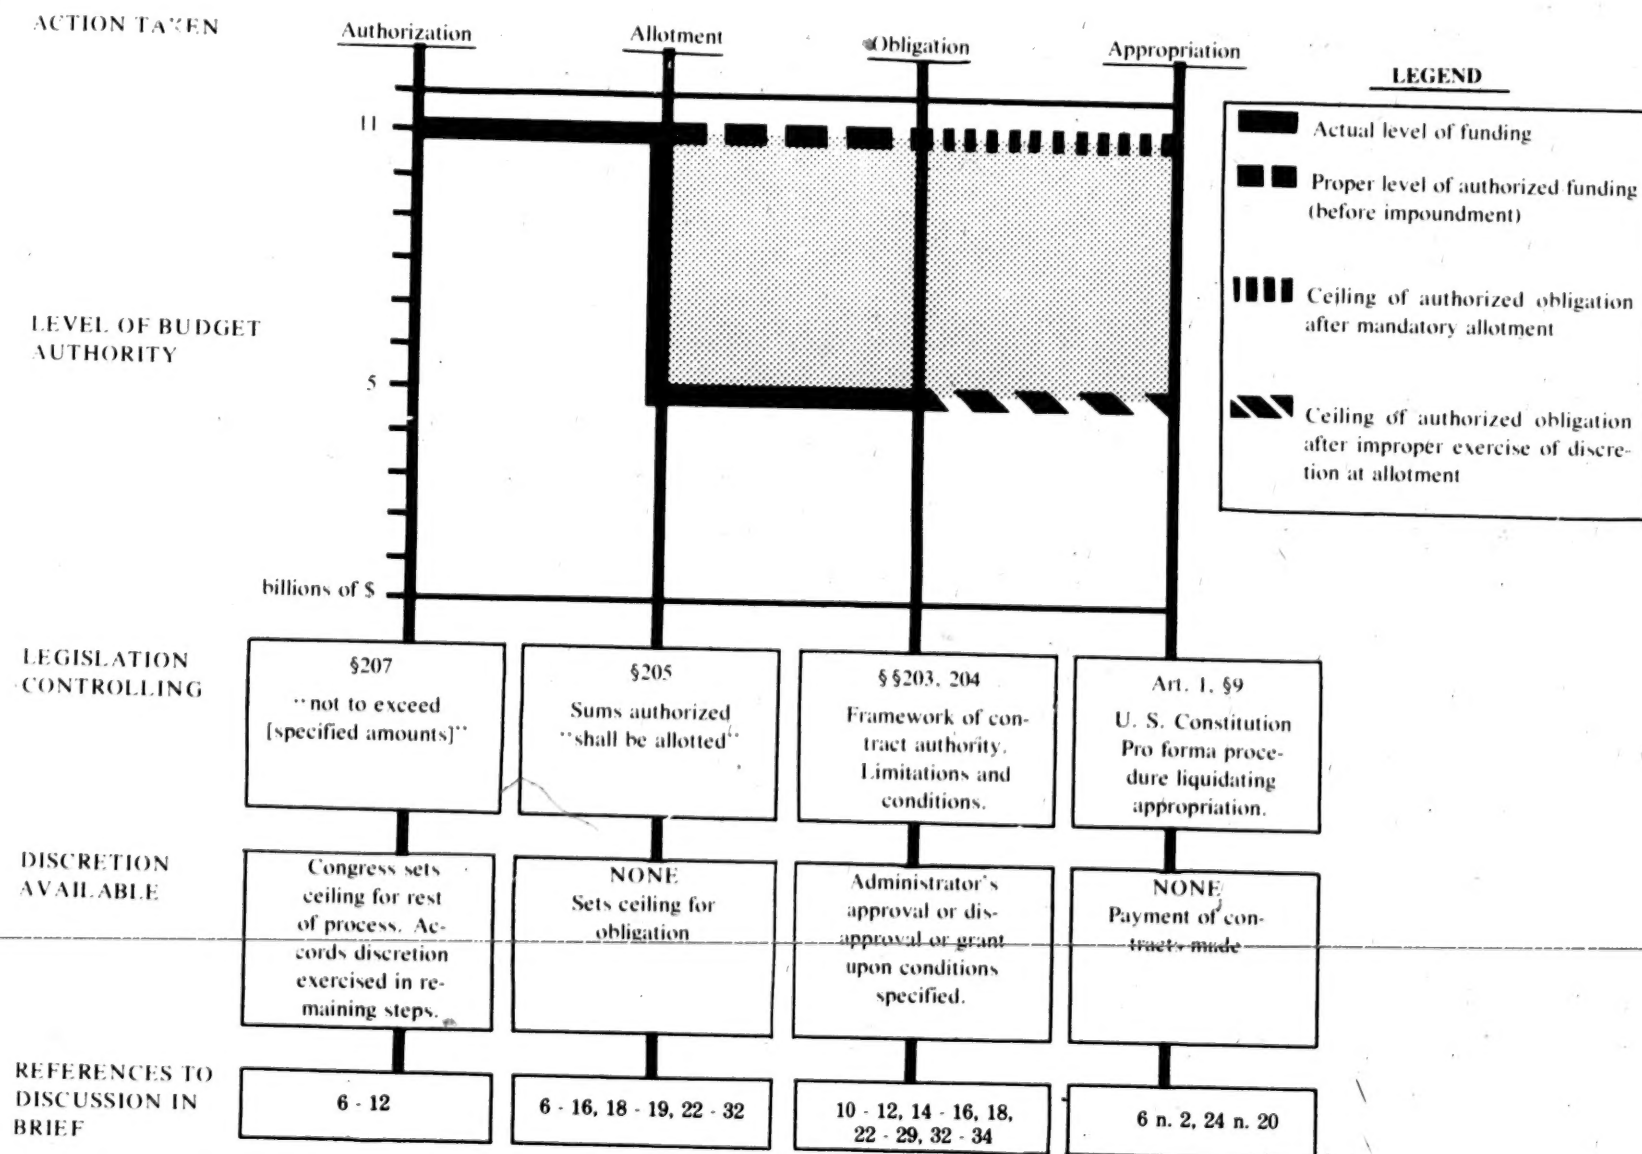 ACTION TAKEN
Authorization
Allotment
Obligation
Appropriation
LEGEND
Actual level of funding
Proper level of authorized funding
(before impoundment)
Ceiling of authorized obligation
after mandatory allotment
Ceiling of authorized obligation
after improper exercise of discre-
tion at allotment
LEVEL OF BUDGET
AUTHORITY
11
5
billions of $
LEGISLATION
CONTROLLING
§207
"not to exceed
[specified amounts]"
§205
Sums authorized
"shall be allotted"
§§203, 204
Framework of con-
tract authority.
Limitations and
conditions.
Art. 1, §9
U. S. Constitution
Pro forma proce-
dure liquidating
appropriation.
DISCRETION
AVAILABLE
Congress sets
ceiling for rest
of process. Ac-
cords discretion
exercised in re-
maining steps.
NONE
Sets ceiling for
obligation
Administrator's
approval or dis-
approval or grant
upon conditions
specified.
NONE
Payment of con-
tracts made
REFERENCES TO
DISCUSSION IN
BRIEF
6 - 12
6 - 16, 18 - 19, 22 - 32
10 - 12, 14 - 16, 18,
22 - 29, 32 - 34
6 n. 2, 24 n. 20